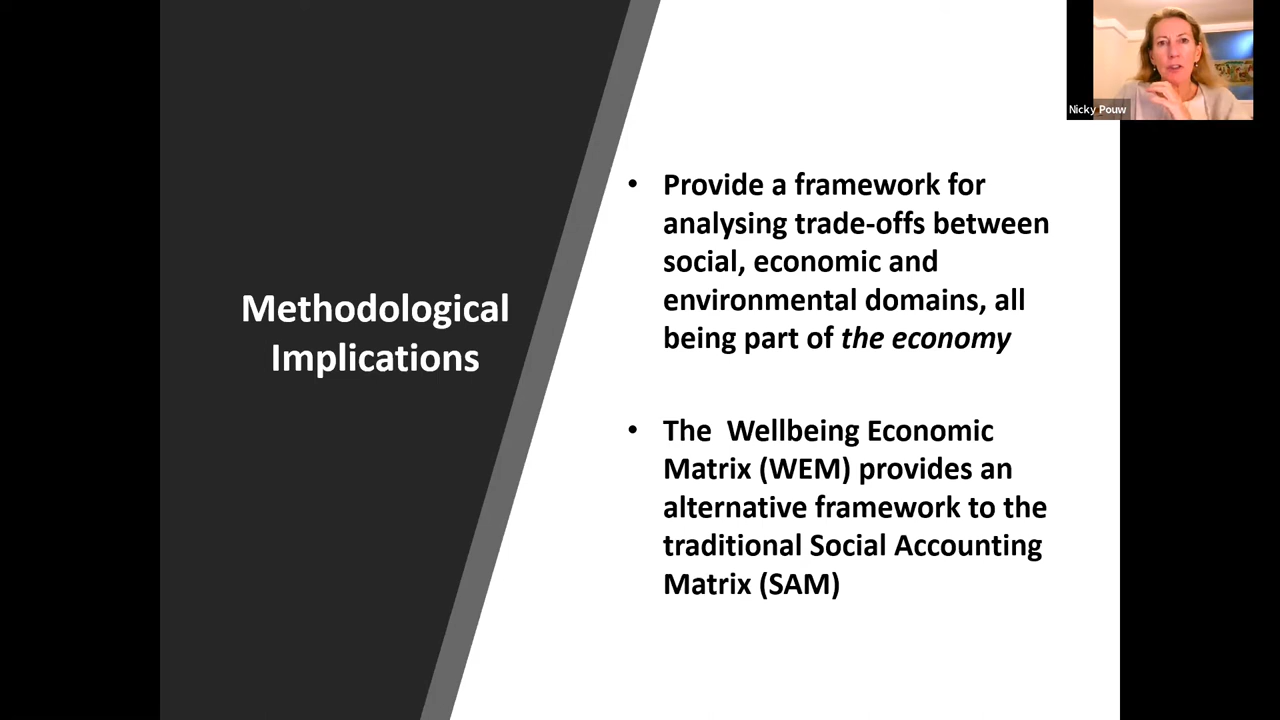 Nicky Pouw
Methodological
Implications
• Provide a framework for
analysing trade-offs between
social, economic and
environmental domains, all
being part of the economy
• The  Wellbeing Economic
Matrix (WEM) provides an
alternative framework to the
traditional Social Accounting
Matrix (SAM)